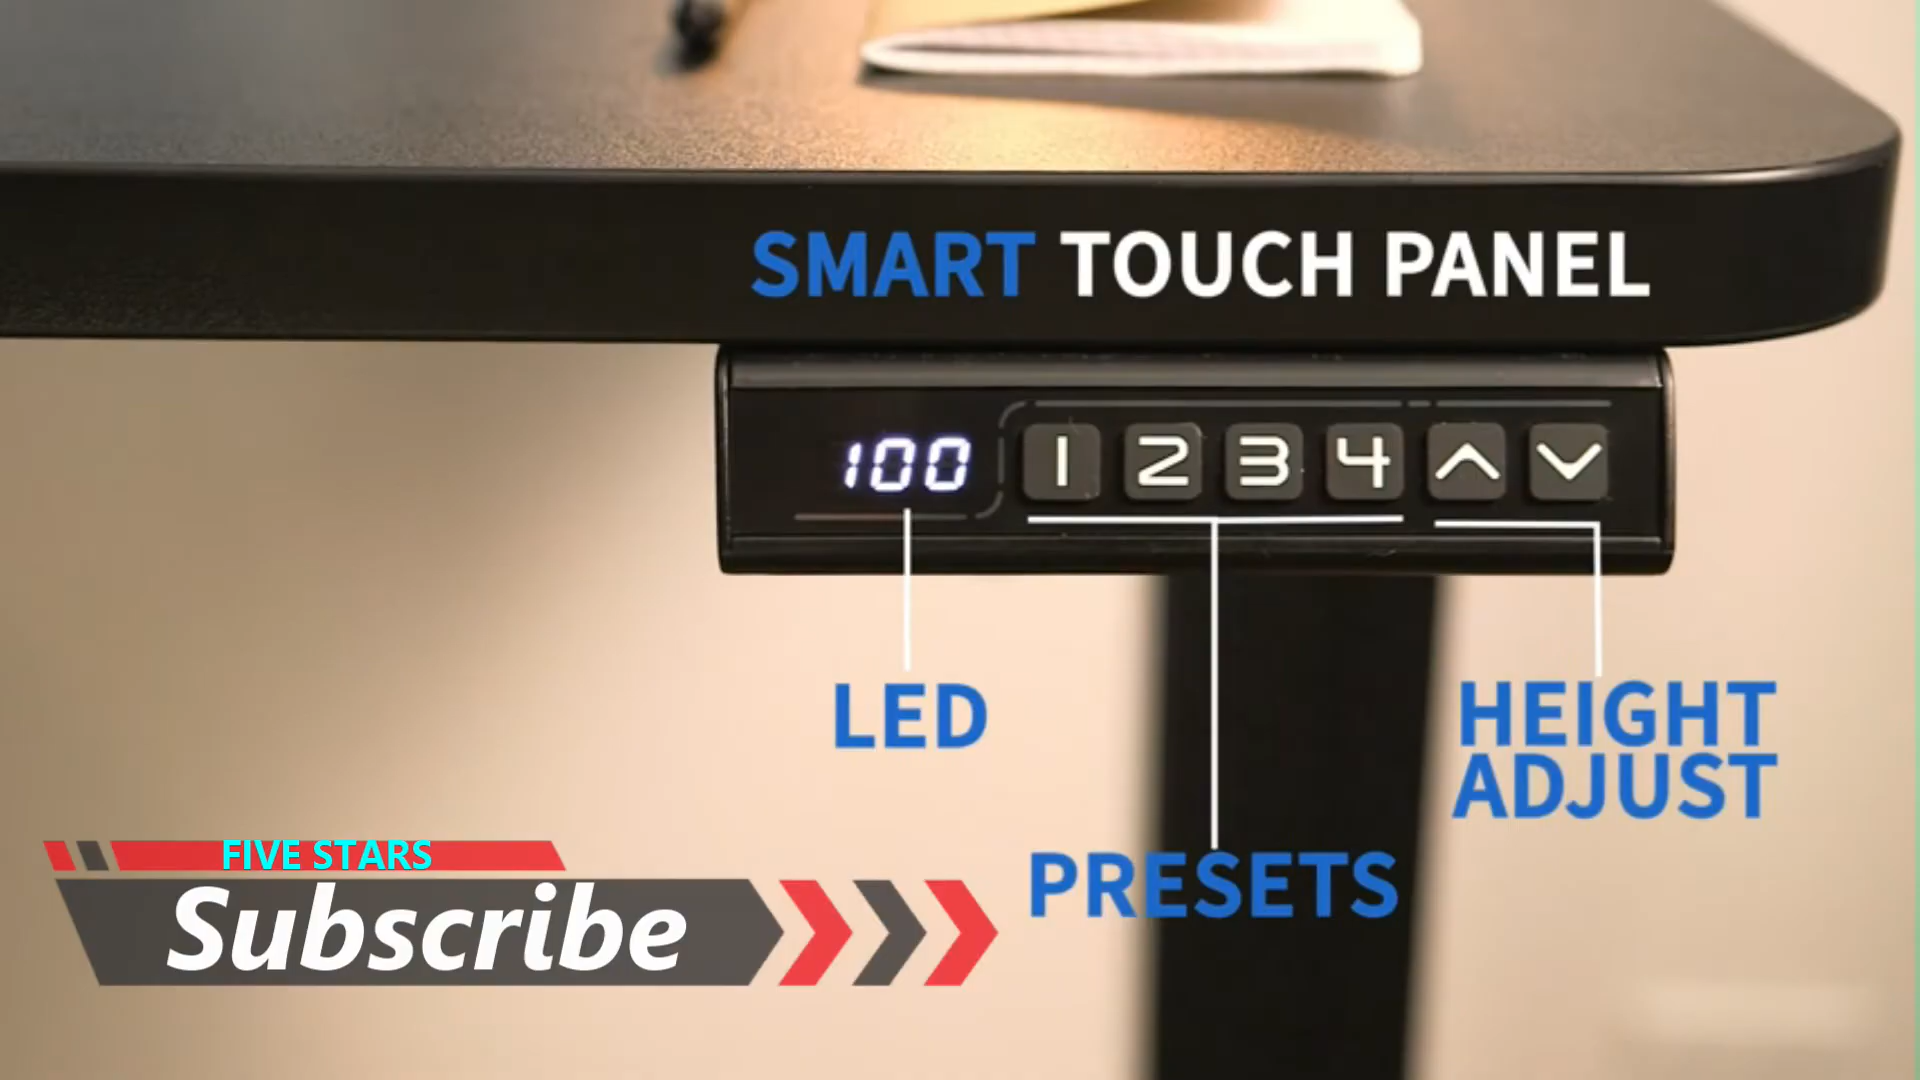 SMART TOUCH PANEL
100 1 2 3 4
LED
HEIGHT
ADJUST
PRESETS
FIVE STARS
Subscribe